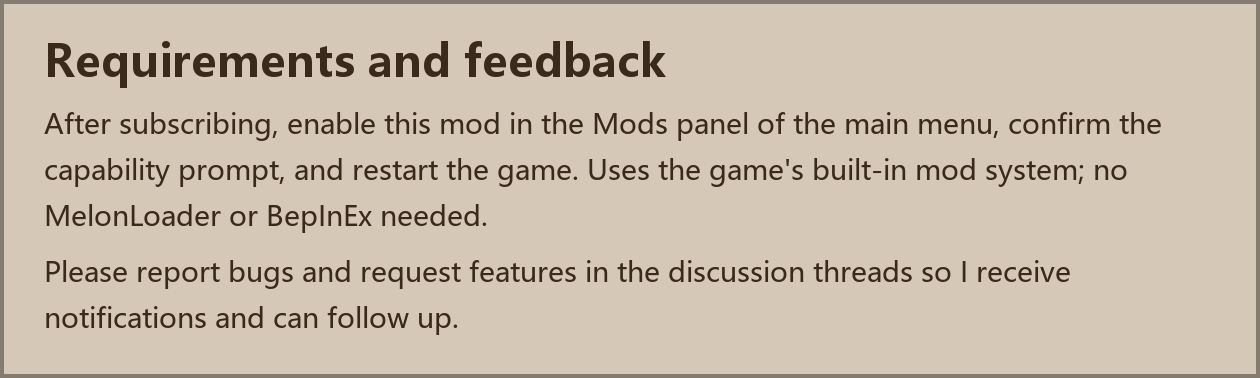 Requirements and feedback
After subscribing, enable this mod in the Mods panel of the main menu, confirm the
capability prompt, and restart the game. Uses the game's built-in mod system; no
MelonLoader or BepInEx needed.
Please report bugs and request features in the discussion threads so I receive
notifications and can follow up.